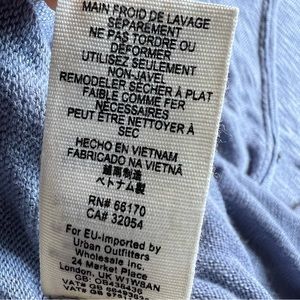 MAIN FROID DE LAVAGE
SÉPARÉMENT
NE PAS TORDRE OU
DÉFORMER
UTILISEZ SEULEMENT
NON-JAVEL
REMODELER SÉCHER À PLAT
FAIBLE COMME FER
NÉCESSAIRES
PEUT ÊTRE NETTOYER À
SEC
HECHO EN VIETNAM
FABRICADO NA VIETNÃ
越南製造
ベトナム製
RN# 66170
CA# 32054
For EU-Imported by
Urban Outfitters
Wholesale Inc
24 Market Place
London, UK W1W8AN
VAT# GB